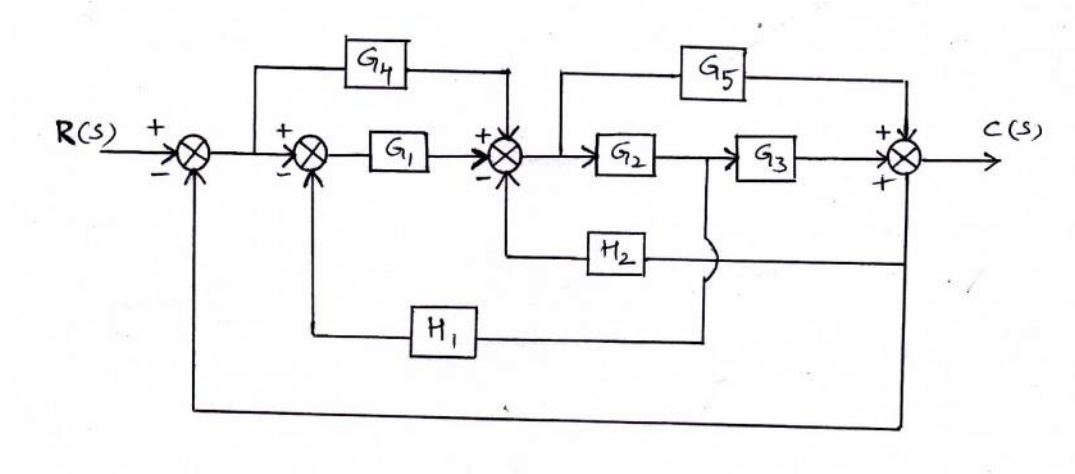 G4
G5
R(S) + + + + C(S)
G1 G2 G3
- - - +
H2
H1